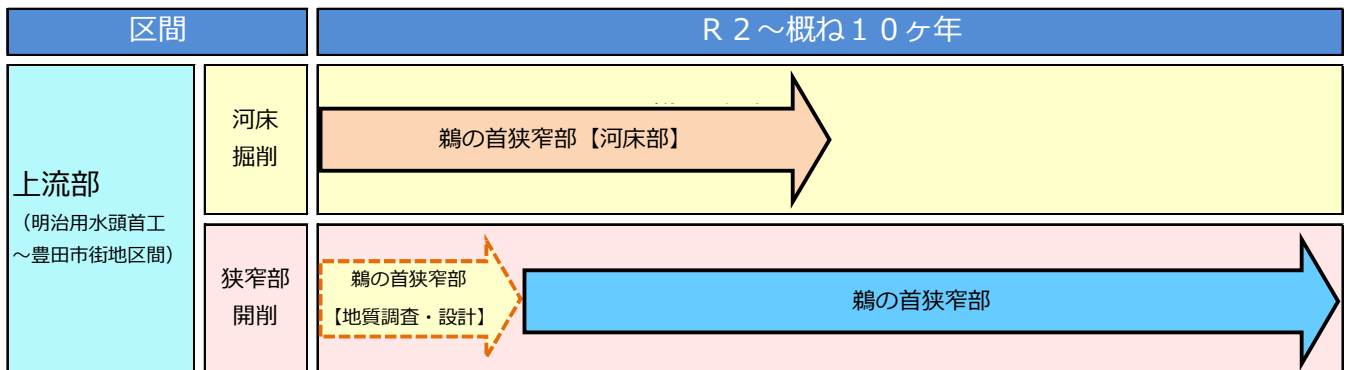 区間
R２～概ね１０ヶ年
上流部
（明治用水頭首工
～豊田市街地区間）
河床
掘削
鵜の首狭窄部【河床部】
狭窄部
開削
鵜の首狭窄部
【地質調査・設計】
鵜の首狭窄部